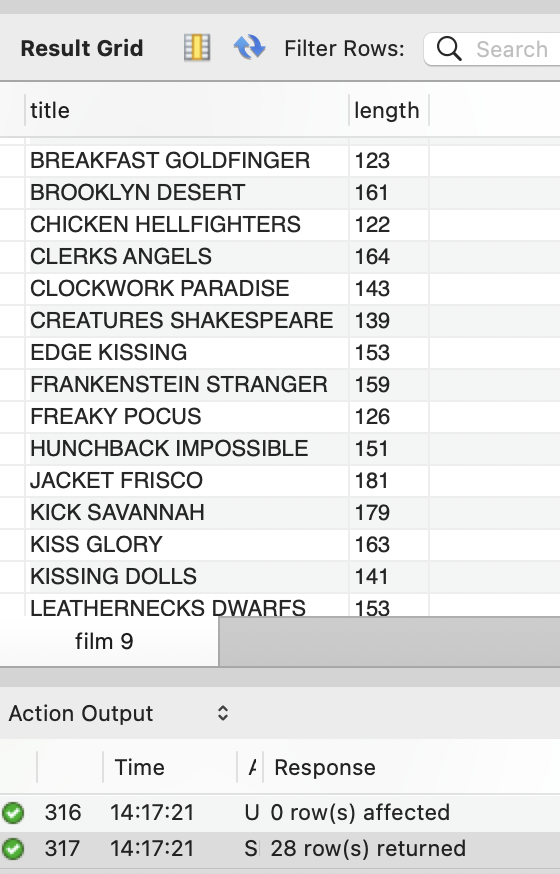 Result Grid Filter Rows: Search
title length
BREAKFAST GOLDFINGER 123
BROOKLYN DESERT 161
CHICKEN HELLFIGHTERS 122
CLERKS ANGELS 164
CLOCKWORK PARADISE 143
CREATURES SHAKESPEARE 139
EDGE KISSING 153
FRANKENSTEIN STRANGER 159
FREAKY POCUS 126
HUNCHBACK IMPOSSIBLE 151
JACKET FRISCO 181
KICK SAVANNAH 179
KISS GLORY 163
KISSING DOLLS 141
LEATHERNECKS DWARFS 153
film 9
Action Output
Time Response
316 14:17:21 U 0 row(s) affected
317 14:17:21 S 28 row(s) returned